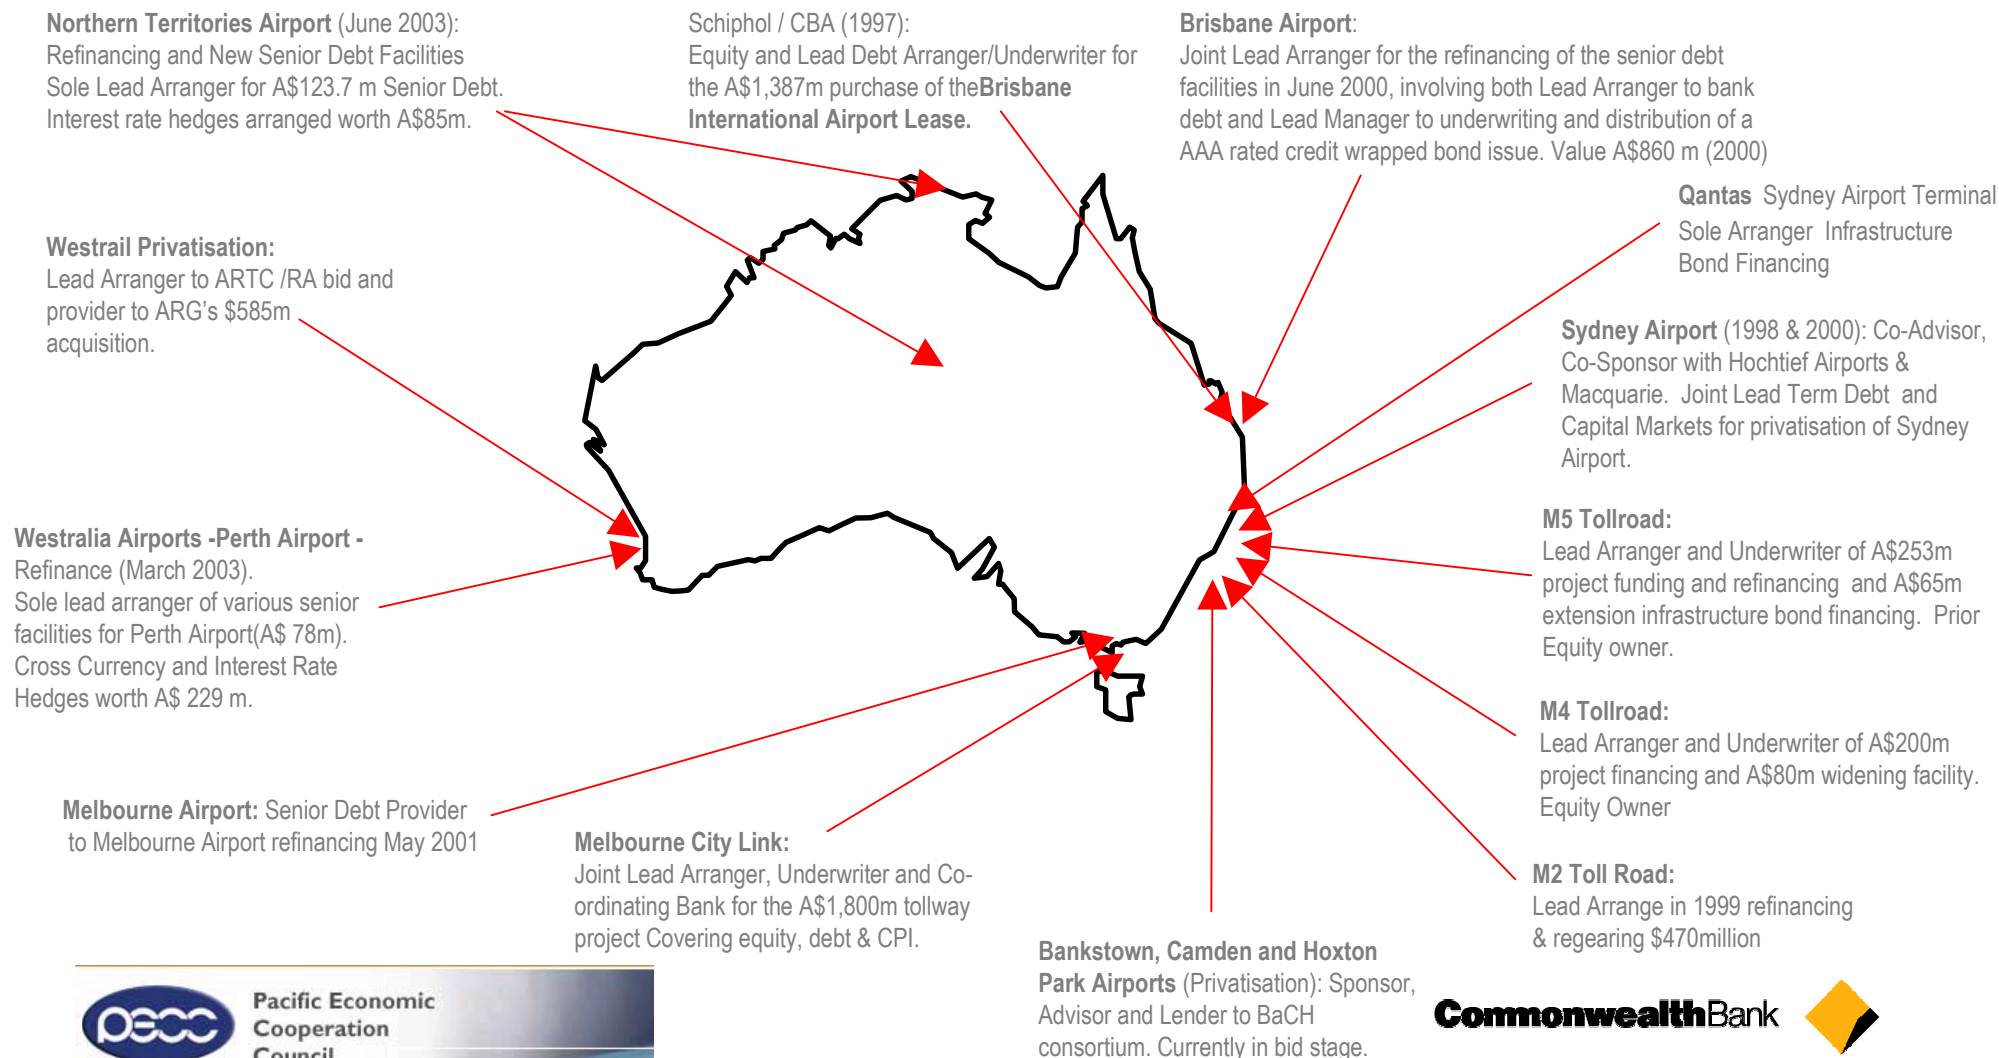 Northern Territories Airport (June 2003):
Refinancing and New Senior Debt Facilities
Sole Lead Arranger for A$123.7 m Senior Debt.
Interest rate hedges arranged worth A$85m.
Schiphol / CBA (1997):
Equity and Lead Debt Arranger/Underwriter for
the A$1,387m purchase of theBrisbane
International Airport Lease.
Brisbane Airport:
Joint Lead Arranger for the refinancing of the senior debt
facilities in June 2000, involving both Lead Arranger to bank
debt and Lead Manager to underwriting and distribution of a
AAA rated credit wrapped bond issue. Value A$860 m (2000)
Qantas Sydney Airport Terminal
Sole Arranger Infrastructure
Bond Financing
Westrail Privatisation:
Lead Arranger to ARTC /RA bid and
provider to ARG's $585m
acquisition.
Sydney Airport (1998 & 2000): Co-Advisor,
Co-Sponsor with Hochtief Airports &
Macquarie. Joint Lead Term Debt and
Capital Markets for privatisation of Sydney
Airport.
Westralia Airports -Perth Airport -
Refinance (March 2003).
Sole lead arranger of various senior
facilities for Perth Airport(A$ 78m).
Cross Currency and Interest Rate
Hedges worth A$ 229 m.
M5 Tollroad:
Lead Arranger and Underwriter of A$253m
project funding and refinancing and A$65m
extension infrastructure bond financing. Prior
Equity owner.
M4 Tollroad:
Lead Arranger and Underwriter of A$200m
project financing and A$80m widening facility.
Equity Owner
Melbourne Airport: Senior Debt Provider
to Melbourne Airport refinancing May 2001
Melbourne City Link:
Joint Lead Arranger, Underwriter and Co-
ordinating Bank for the A$1,800m tollway
project Covering equity, debt & CPI.
M2 Toll Road:
Lead Arrange in 1999 refinancing
& regearing $470million
Bankstown, Camden and Hoxton
Park Airports (Privatisation): Sponsor,
Advisor and Lender to BaCH
consortium. Currently in bid stage.
pecc
Pacific Economic
Cooperation
Council
CommonwealthBank